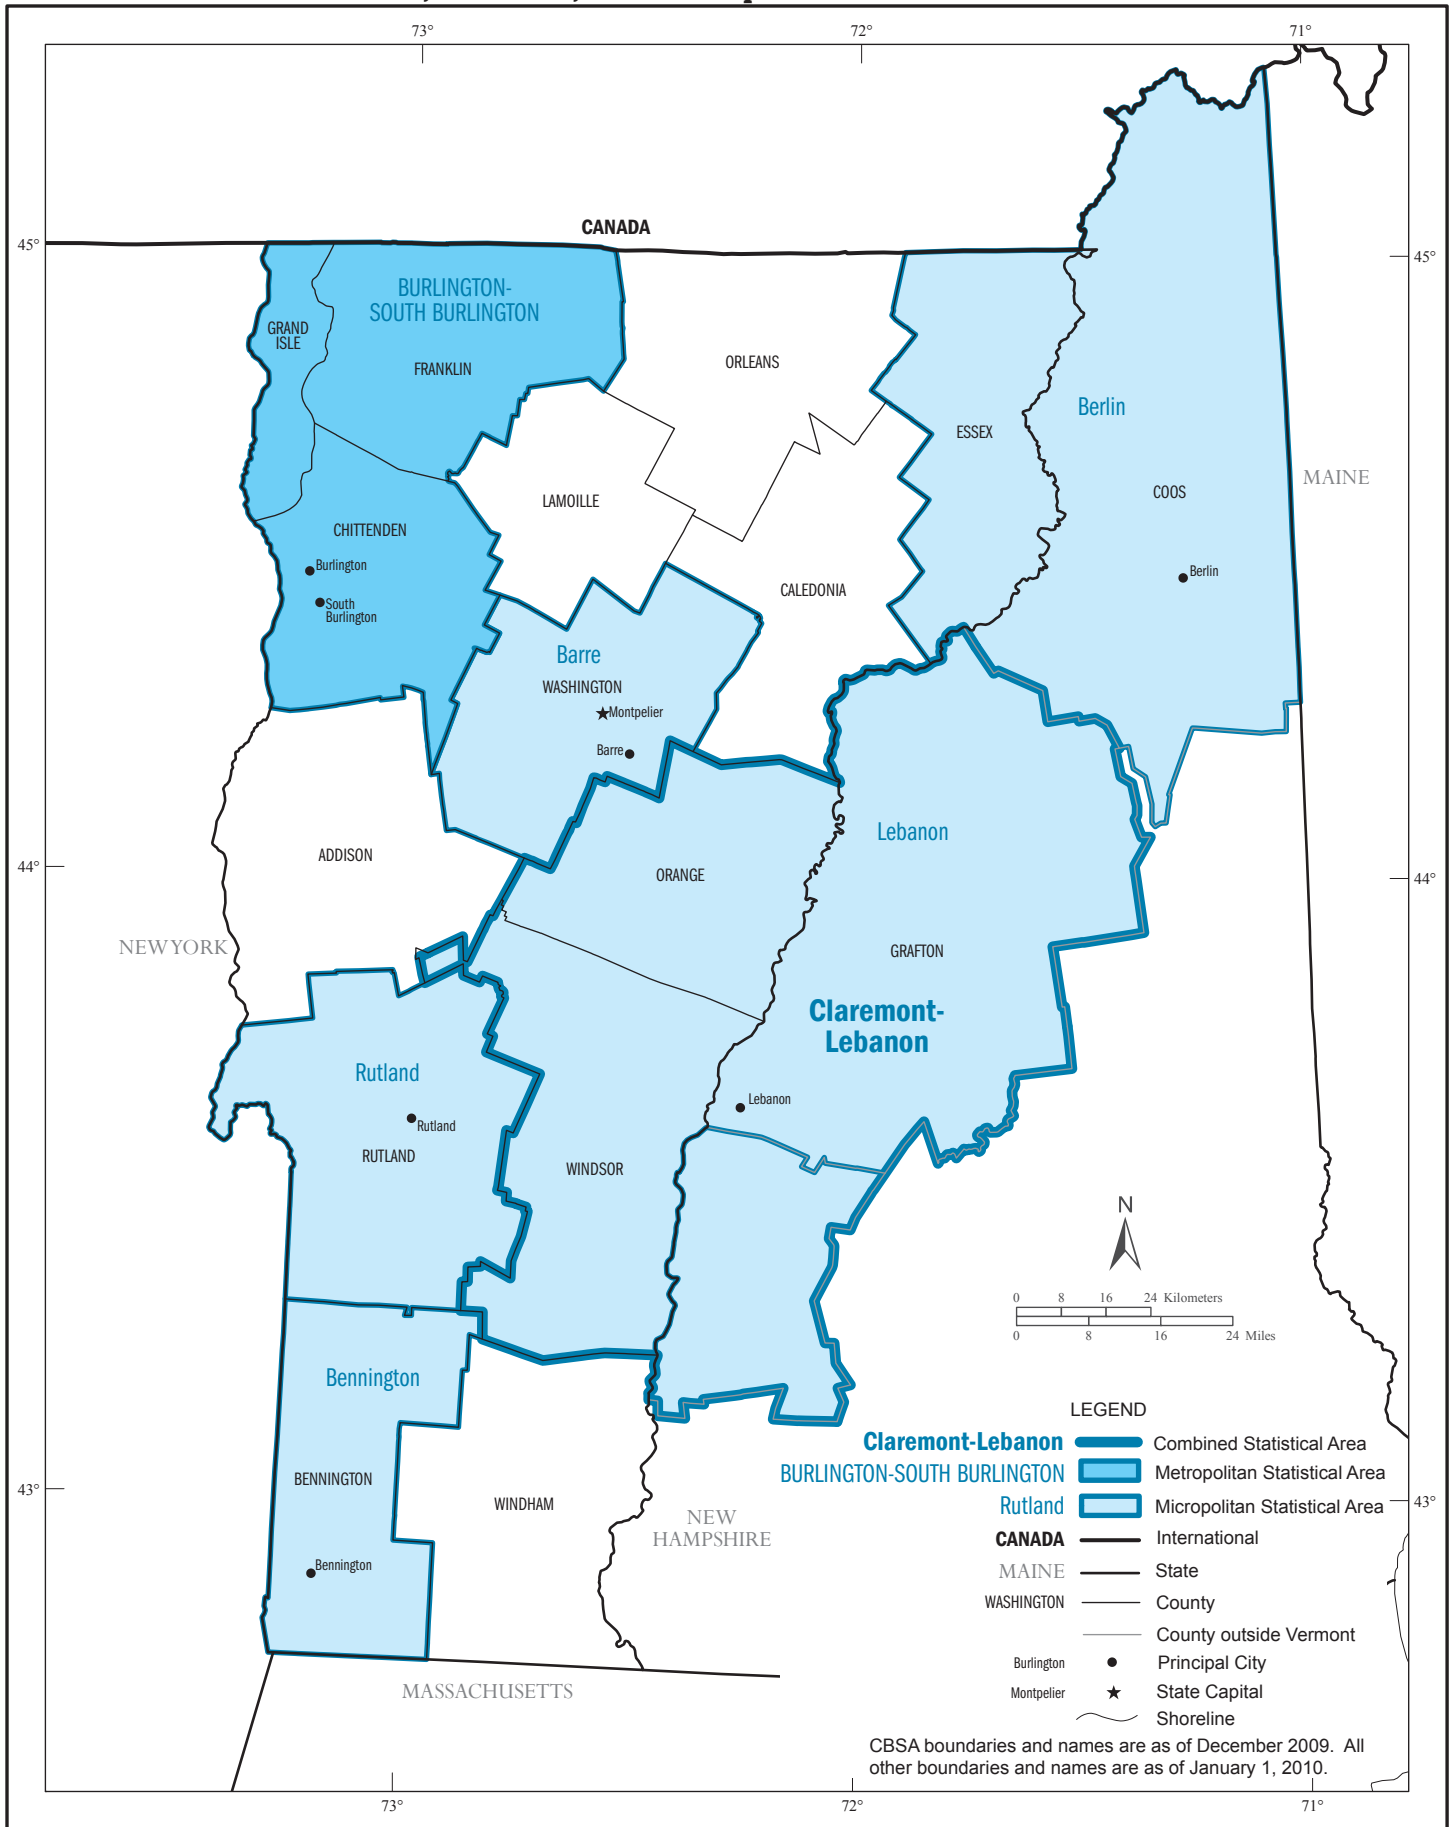 73°
72°
71°
CANADA
45°
45°
BURLINGTON-
SOUTH BURLINGTON
GRAND
ISLE
FRANKLIN
ORLEANS
Berlin
ESSEX
MAINE
COOS
LAMOILLE
CHITTENDEN
Burlington
Berlin
South
Burlington
CALEDONIA
Barre
WASHINGTON
Montpelier
Barre
Lebanon
ADDISON
44°
ORANGE
44°
NEW YORK
GRAFTON
Claremont-
Lebanon
Rutland
Lebanon
Rutland
RUTLAND
WINDSOR
N
0 8 16 24 Kilometers
0 8 16 24 Miles
Bennington
LEGEND
Claremont-Lebanon Combined Statistical Area
BURLINGTON-SOUTH BURLINGTON Metropolitan Statistical Area
Rutland Micropolitan Statistical Area
CANADA International
MAINE State
WASHINGTON County
County outside Vermont
Burlington Principal City
Montpelier State Capital
Shoreline
BENNINGTON
43°
WINDHAM
43°
NEW
HAMPSHIRE
Bennington
MASSACHUSETTS
CBSA boundaries and names are as of December 2009. All
other boundaries and names are as of January 1, 2010.
73°
72°
71°